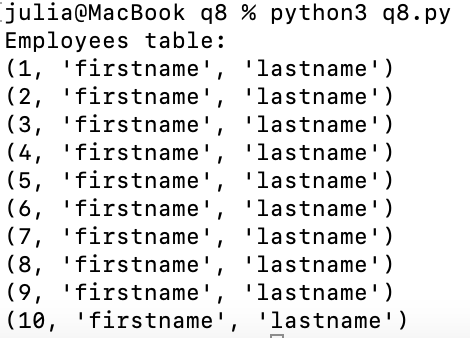 julia@MacBook q8 % python3 q8.py
Employees table:
(1, 'firstname', 'lastname')
(2, 'firstname', 'lastname')
(3, 'firstname', 'lastname')
(4, 'firstname', 'lastname')
(5, 'firstname', 'lastname')
(6, 'firstname', 'lastname')
(7, 'firstname', 'lastname')
(8, 'firstname', 'lastname')
(9, 'firstname', 'lastname')
(10, 'firstname', 'lastname')